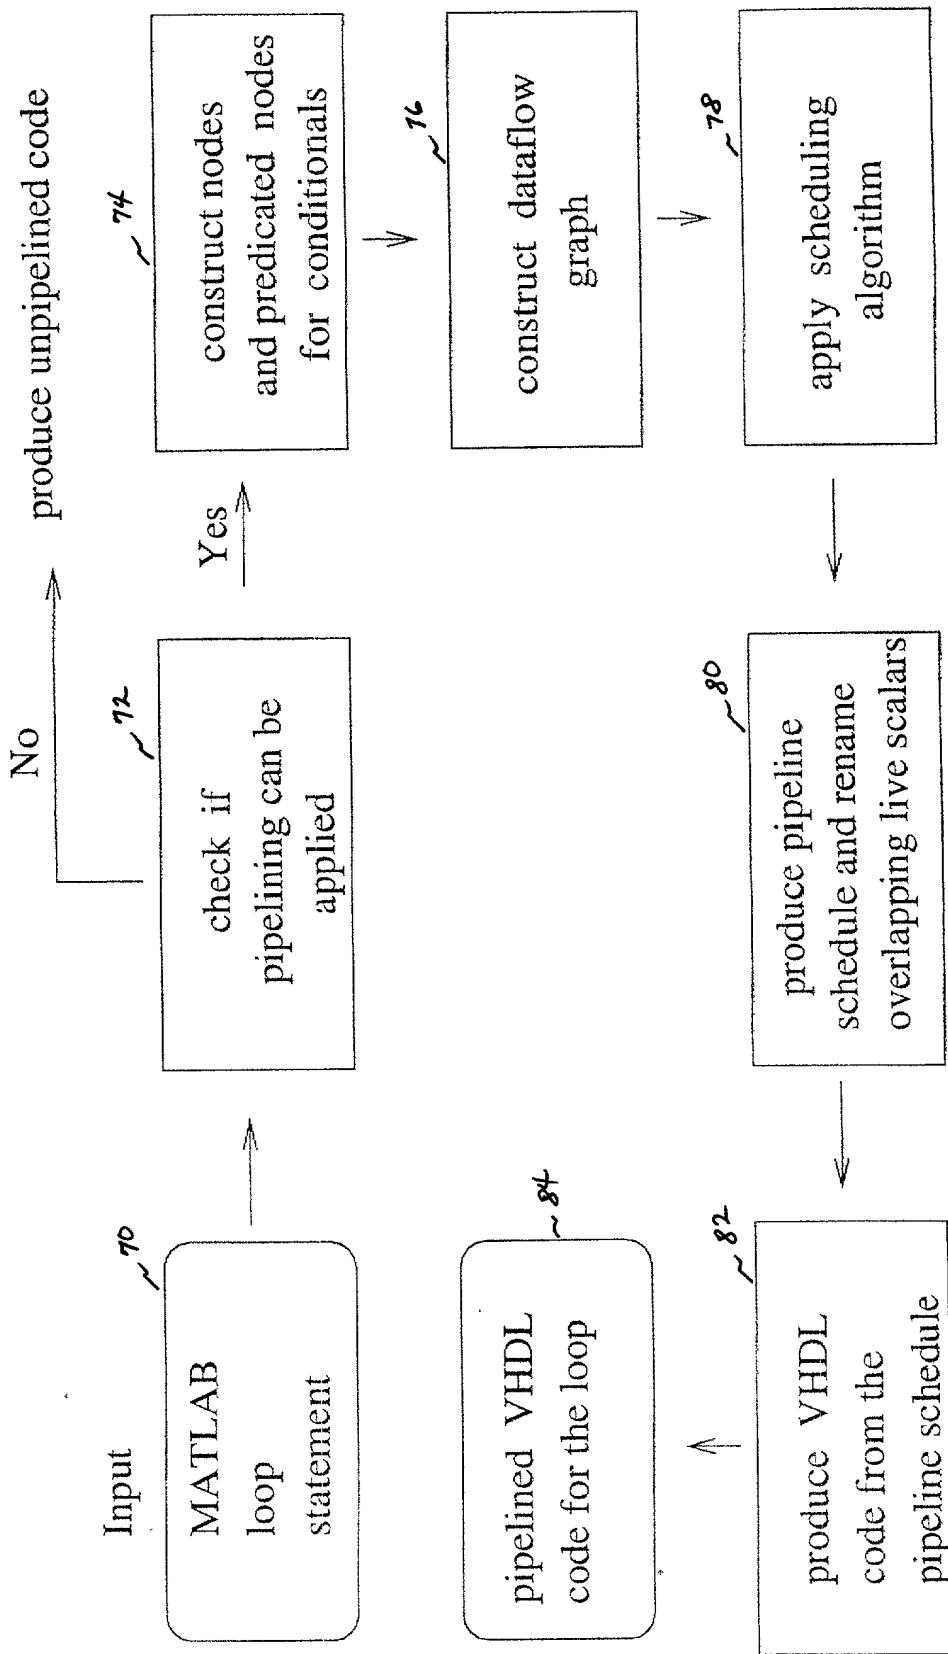 Input
70
MATLAB
loop
statement
72
check if
pipelining can be
applied
No
produce unpipelined code
Yes
74
construct nodes
and predicated nodes
for conditionals
76
construct dataflow
graph
78
apply scheduling
algorithm
80
produce pipeline
schedule and rename
overlapping live scalars
82
produce VHDL
code from the
pipeline schedule
84
pipelined VHDL
code for the loop